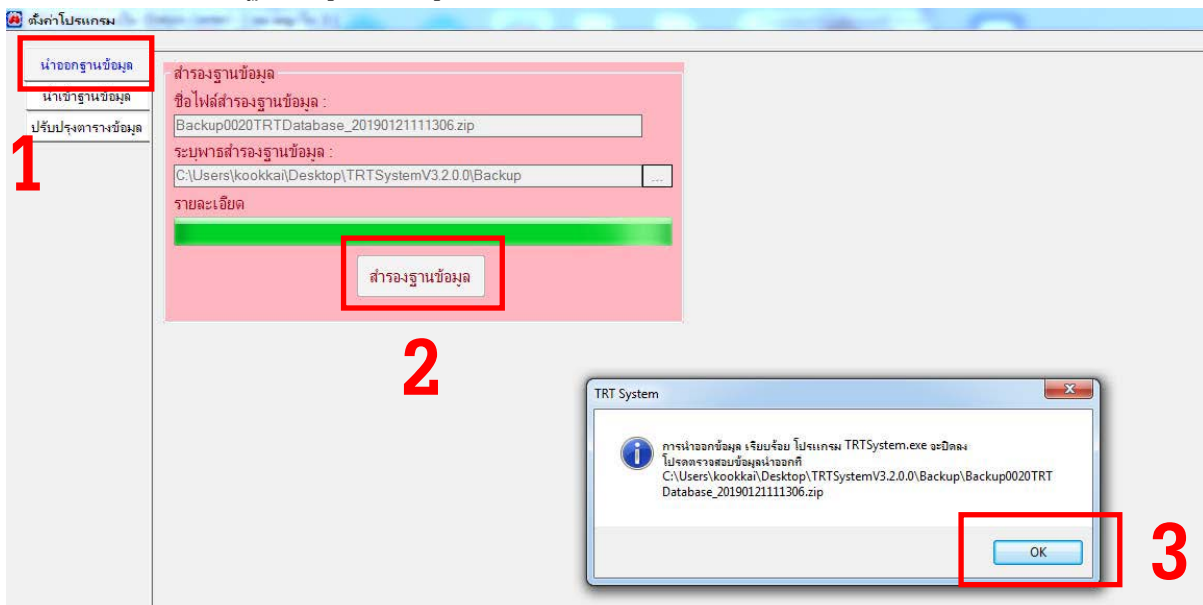 ตั้งค่าโปรแกรม
นำออกฐานข้อมูล
นำเข้าฐานข้อมูล
ปรับปรุงตารางข้อมูล
1
สำรองฐานข้อมูล
ชื่อไฟล์สำรองฐานข้อมูล :
Backup0020TRTDatabase_20190121111306.zip
ระบุพาธสำรองฐานข้อมูล :
C:\Users\kookkai\Desktop\TRTSystemV3.2.0.0\Backup
...
รายละเอียด
สำรองฐานข้อมูล
2
TRT System
การนำออกข้อมูล เรียบร้อย โปรแกรม TRTSystem.exe จะปิดลง
โปรดตรวจสอบข้อมูลนำออกที่
C:\Users\kookkai\Desktop\TRTSystemV3.2.0.0\Backup\Backup0020TRT
Database_20190121111306.zip
OK
3